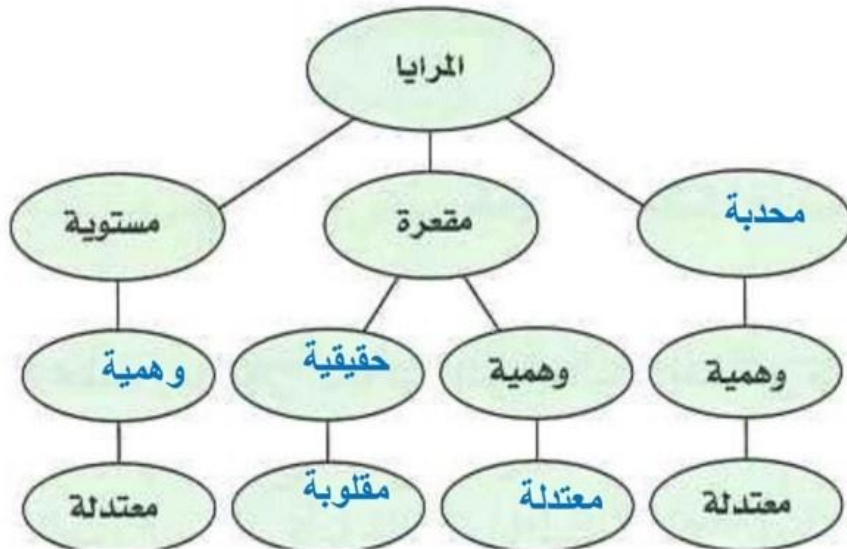 المرايا
محدبة مقعرة مستوية
وهمية وهمية حقيقية وهمية
معتدلة معتدلة مقلوبة معتدلة